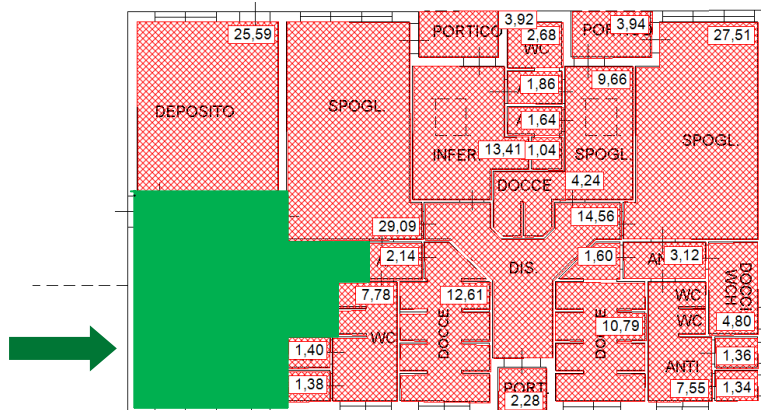 3,92
3,94
PORTICO
2,68
WC
25,59
27,51
DEPOSITO
SPOGL.
1,86
9,66
1,64
SPOGL.
INFER.
13,41
1,04
SPOGL.
4,24
DOCCE
29,09
14,56
2,14
DIS.
1,60
3,12
DOCCE
WCH
7,78
12,61
WC
WC
WC
DOCCE
10,79
4,80
1,40
1,36
ANTI
1,38
PORT.
2,28
7,55
1,34